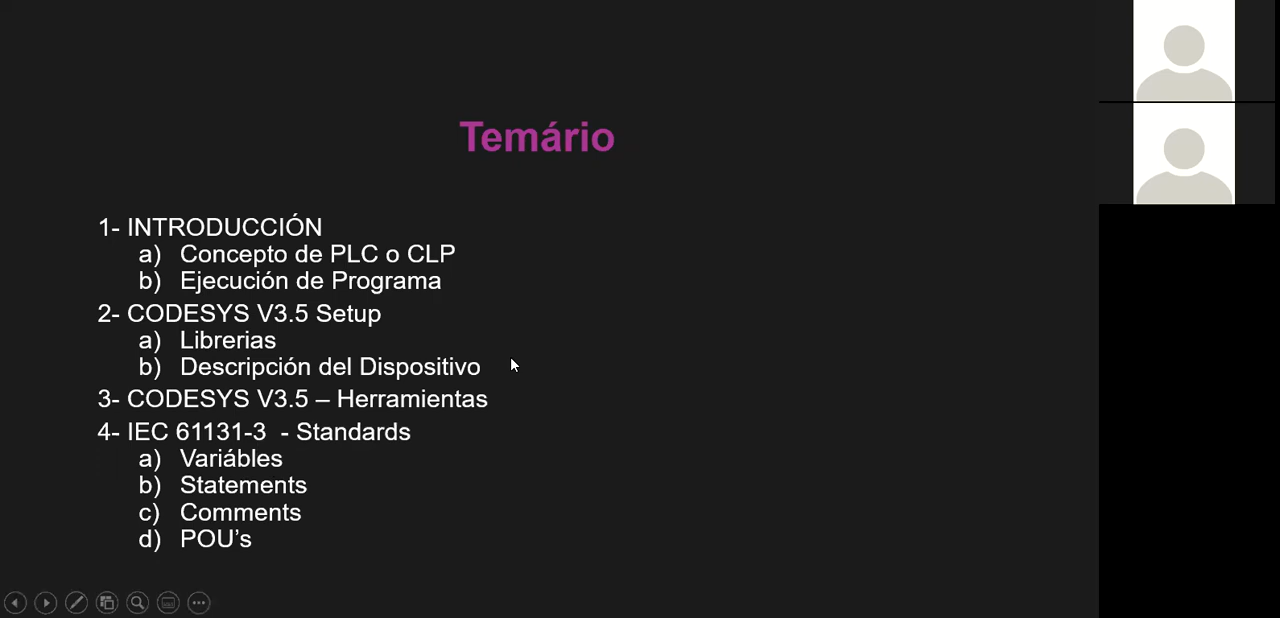 Temário
1- INTRODUCCIÓN
a) Concepto de PLC o CLP
b) Ejecución de Programa
2- CODESYS V3.5 Setup
a) Librerias
b) Descripción del Dispositivo
3- CODESYS V3.5 – Herramientas
4- IEC 61131-3 - Standards
a) Variábles
b) Statements
c) Comments
d) POU’s